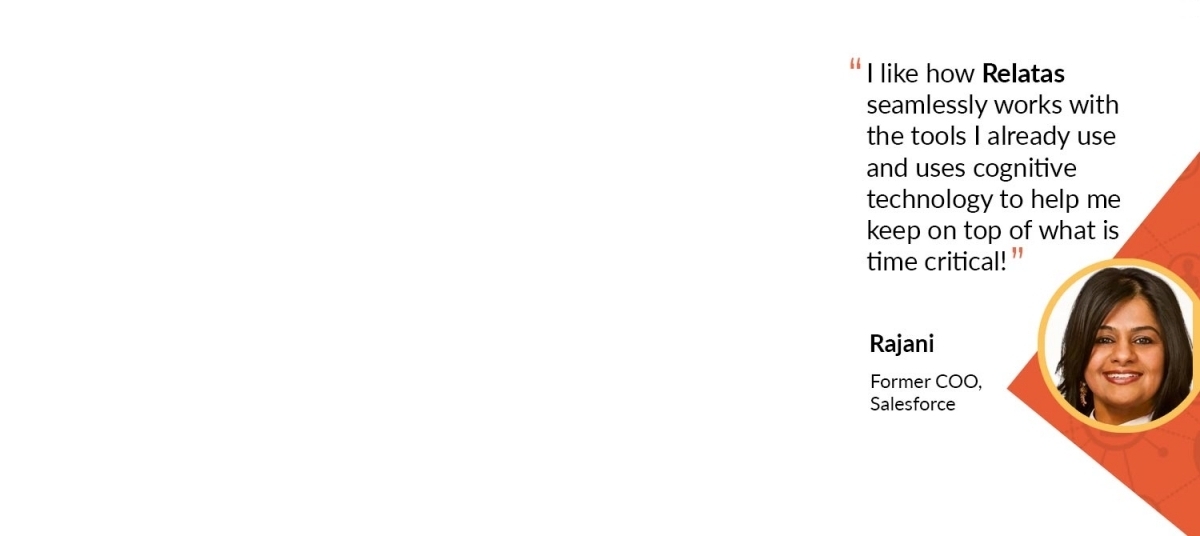 “ I like how Relatas
seamlessly works with
the tools I already use
and uses cognitive
technology to help me
keep on top of what is
time critical! ”
Rajani
Former COO,
Salesforce